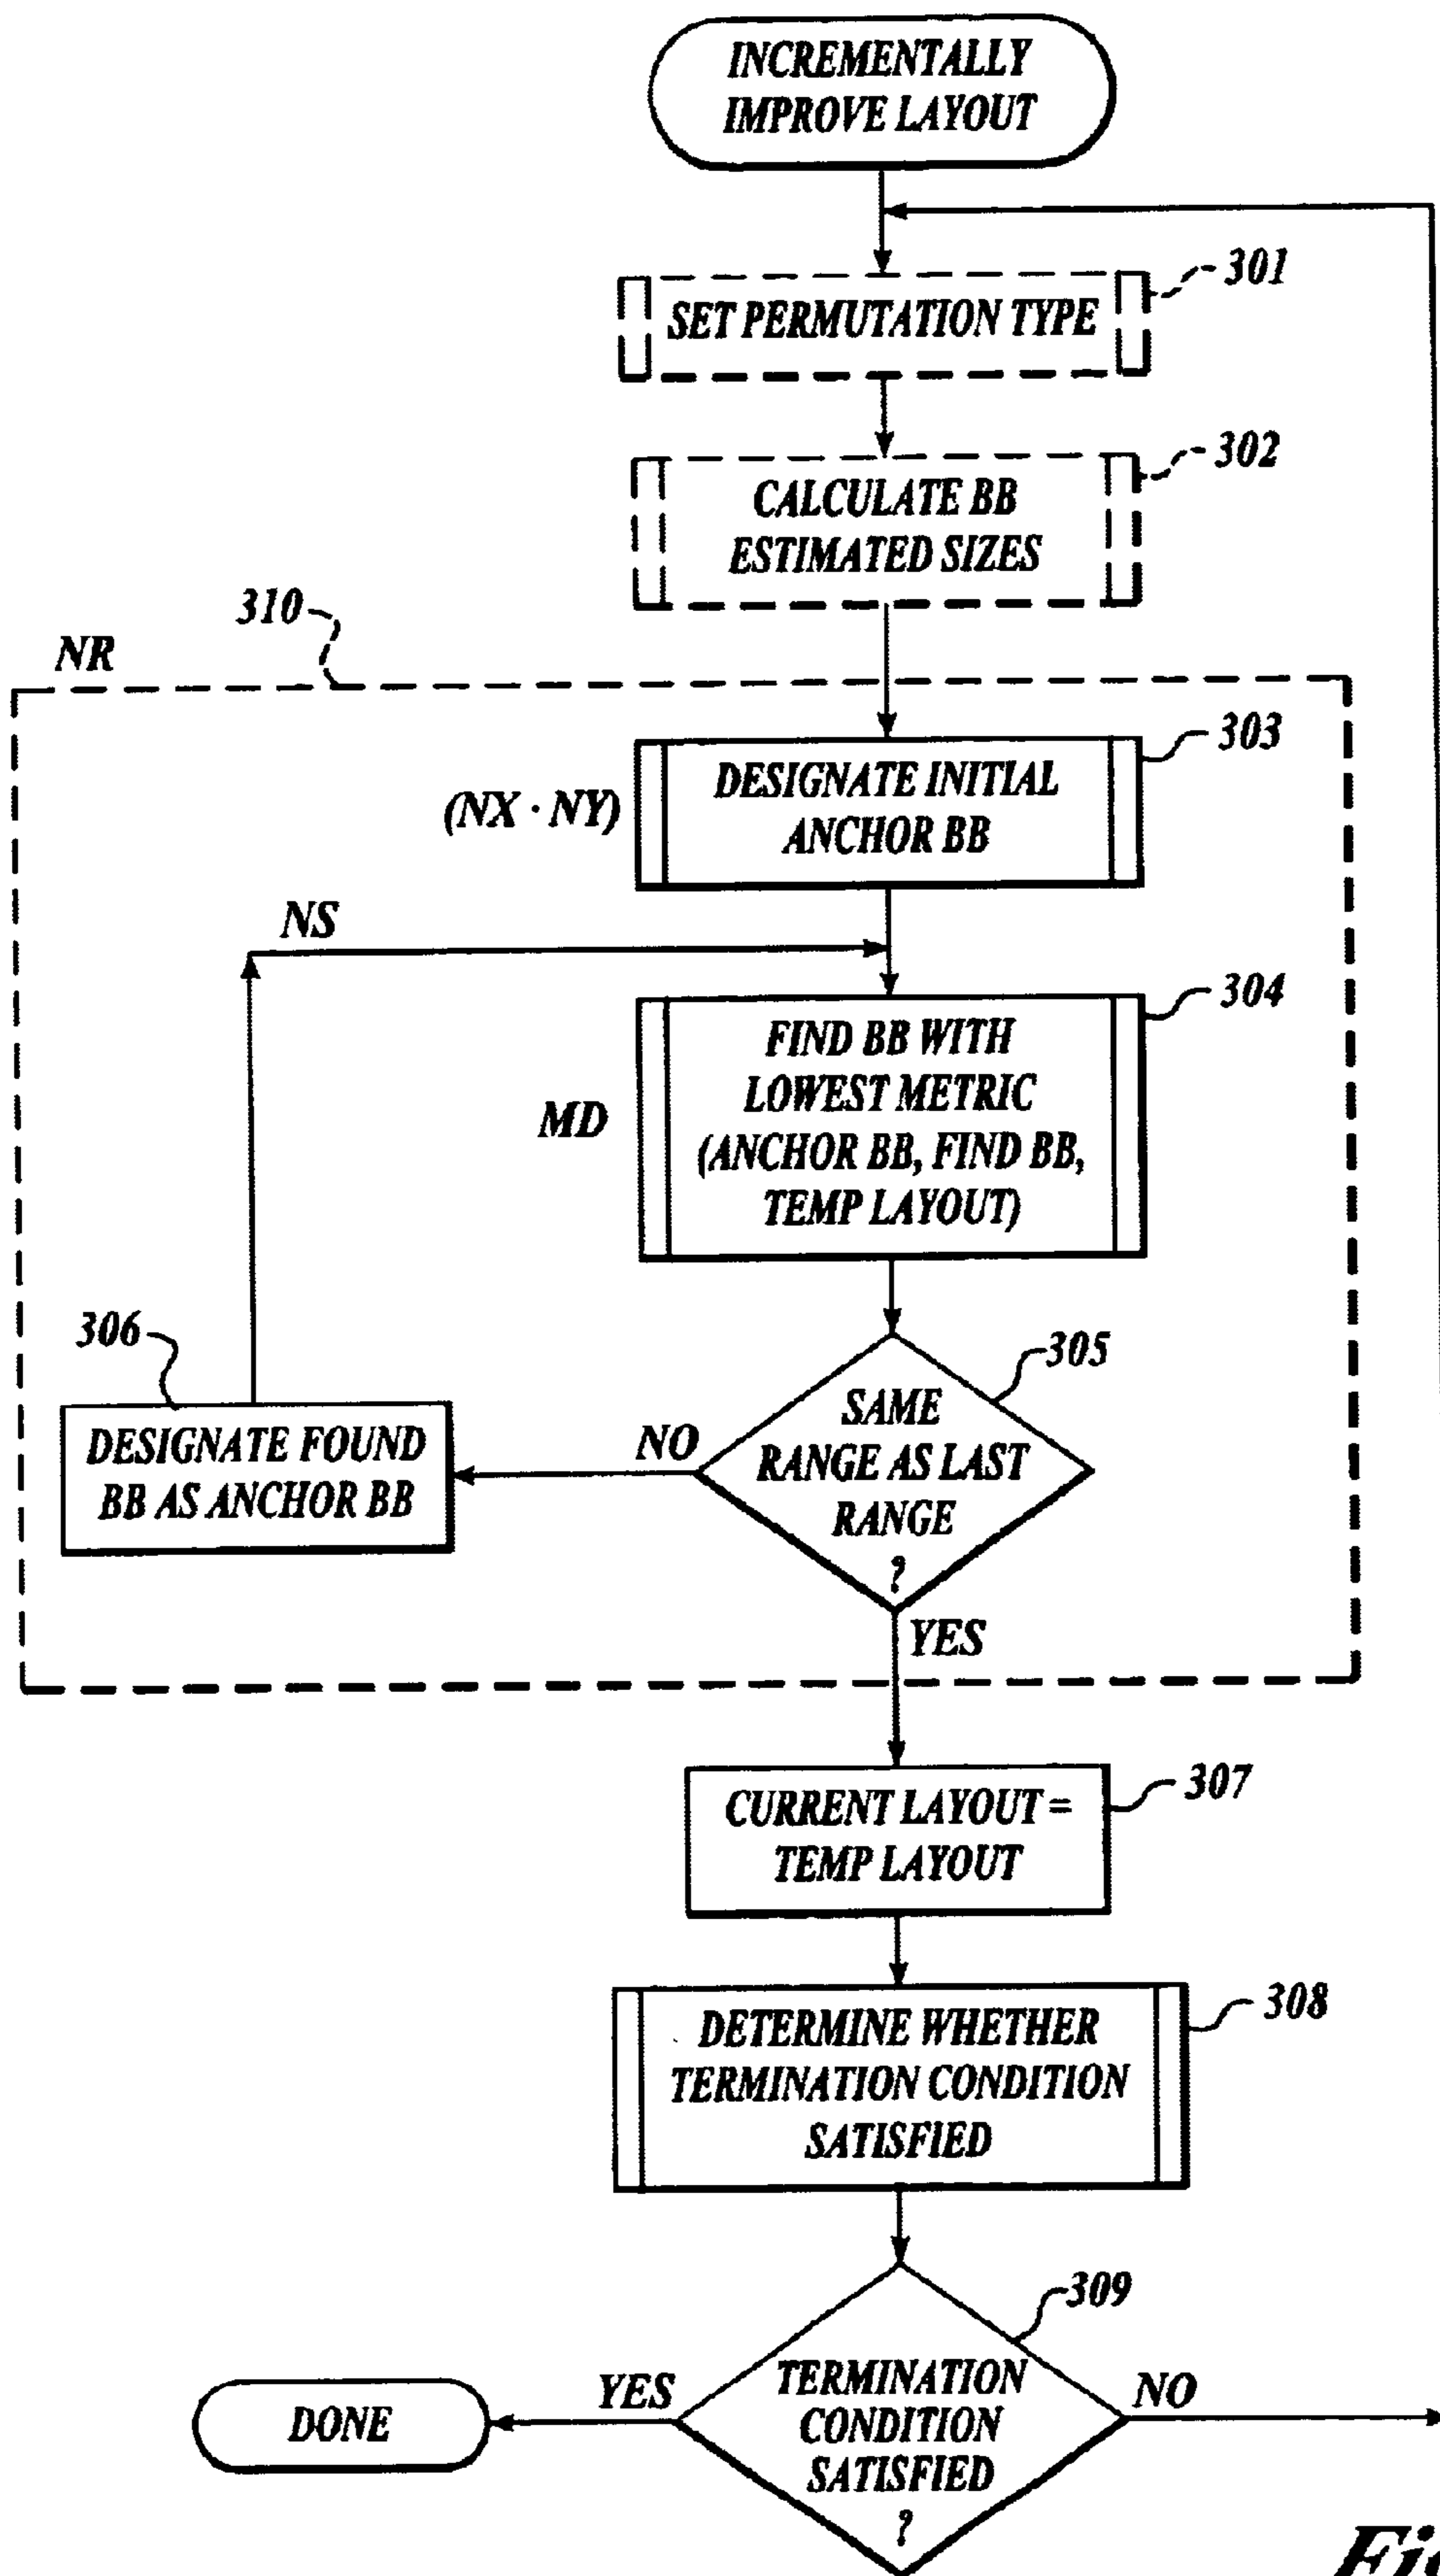 INCREMENTALLY
IMPROVE LAYOUT
301
SET PERMUTATION TYPE
302
CALCULATE BB
ESTIMATED SIZES
310
NR
303
DESIGNATE INITIAL
ANCHOR BB
(NX · NY)
NS
304
FIND BB WITH
LOWEST METRIC
(ANCHOR BB, FIND BB,
TEMP LAYOUT)
MD
306
305
SAME
RANGE AS LAST
RANGE
?
NO
DESIGNATE FOUND
BB AS ANCHOR BB
YES
307
CURRENT LAYOUT =
TEMP LAYOUT
308
DETERMINE WHETHER
TERMINATION CONDITION
SATISFIED
309
TERMINATION
CONDITION
SATISFIED
?
YES
NO
DONE